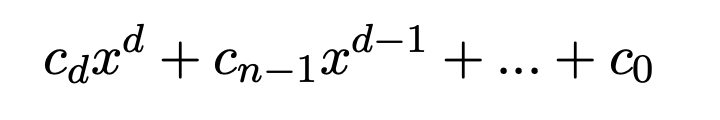 c_d x^d + c_{n-1} x^{d-1} + ... + c_0